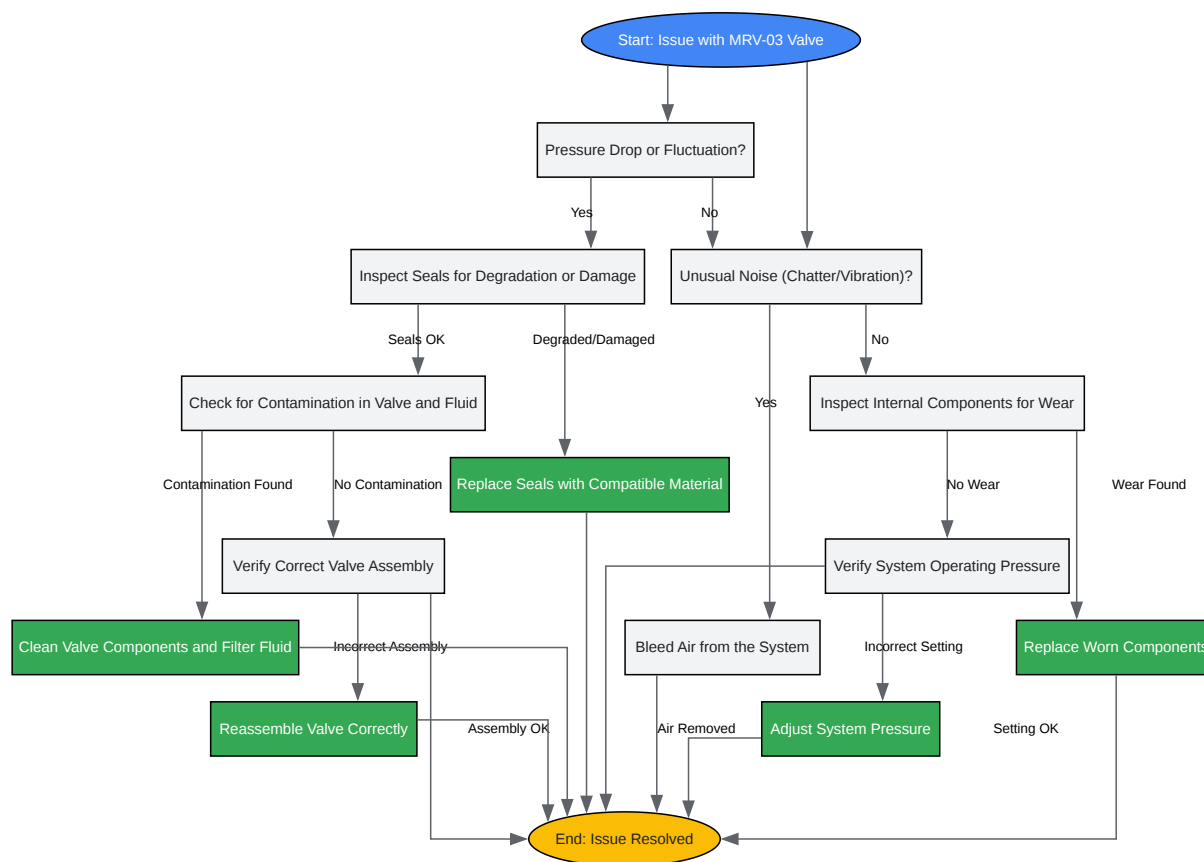 Start: Issue with MRV-03 Valve
Pressure Drop or Fluctuation?
Yes
No
Inspect Seals for Degradation or Damage
Unusual Noise (Chatter/Vibration)?
Seals OK
Degraded/Damaged
No
Check for Contamination in Valve and Fluid
Yes
Inspect Internal Components for Wear
Contamination Found
No Contamination
Replace Seals with Compatible Material
No Wear
Wear Found
Verify Correct Valve Assembly
Verify System Operating Pressure
Clean Valve Components and Filter Fluid
Incorrect Assembly
Bleed Air from the System
Incorrect Setting
Replace Worn Components
Reassemble Valve Correctly
Assembly OK
Air Removed
Adjust System Pressure
Setting OK
End: Issue Resolved